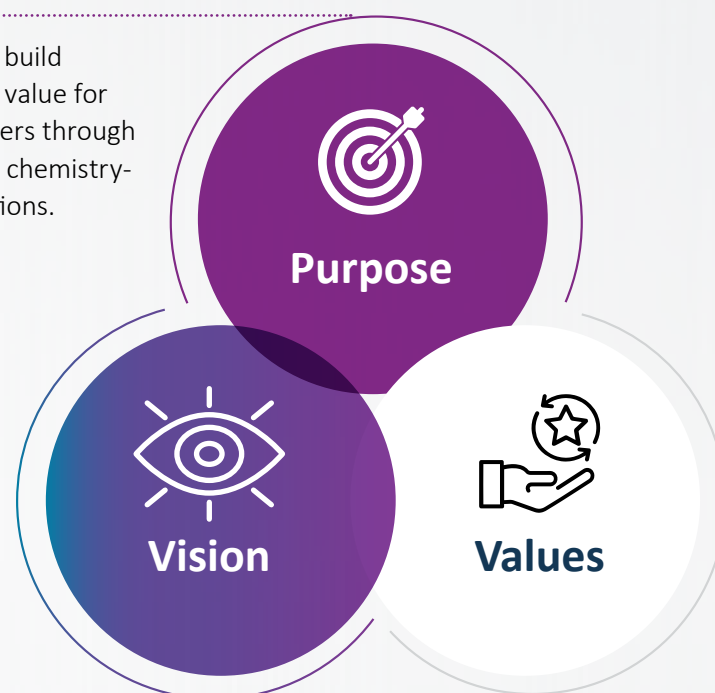 build
value for
ers through
chemistry-
ions.
Purpose
Vision
Values